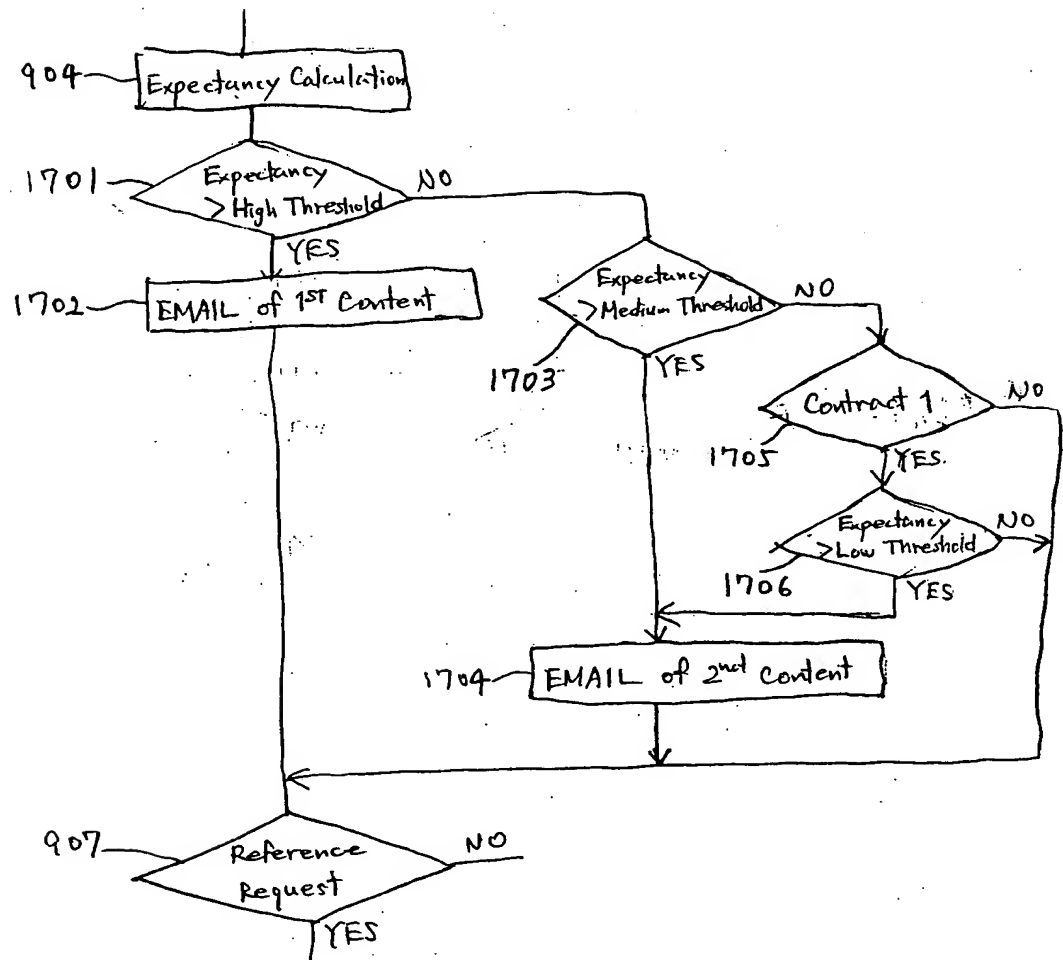 904
Expectancy Calculation
1701
Expectancy
> High Threshold
NO
YES
1702
EMAIL of 1ST Content
Expectancy
> Medium Threshold
NO
1703
YES
Contract 1
NO
1705
YES.
Expectancy
> Low Threshold
NO
1706
YES
1704
EMAIL of 2nd Content
907
Reference
Request
NO
YES